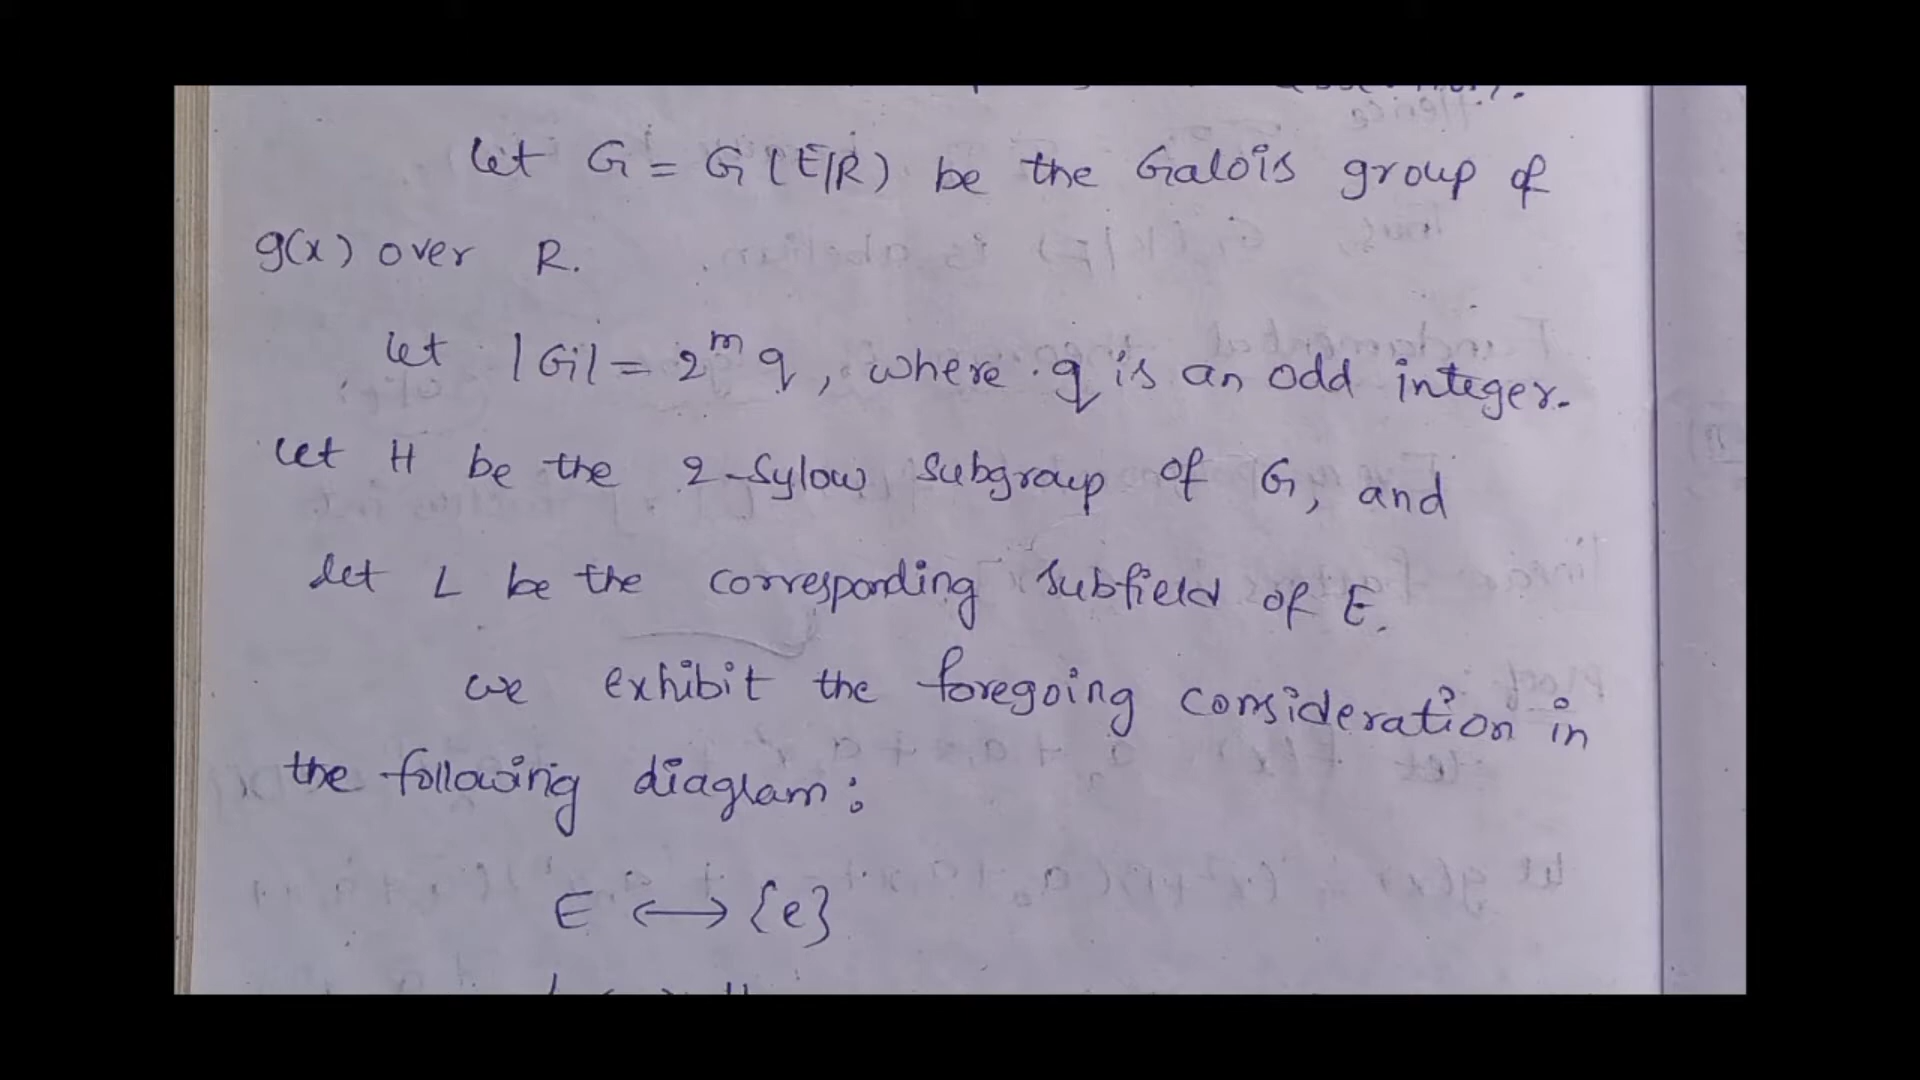 Let G = G(E/R) be the Galois group of
g(x) over R.
Let |G| = 2^m q, where q is an odd integer.
Let H be the 2-Sylow subgroup of G, and
let L be the corresponding subfield of E.
we exhibit the foregoing consideration in
the following diagram:
E ↔ {e}